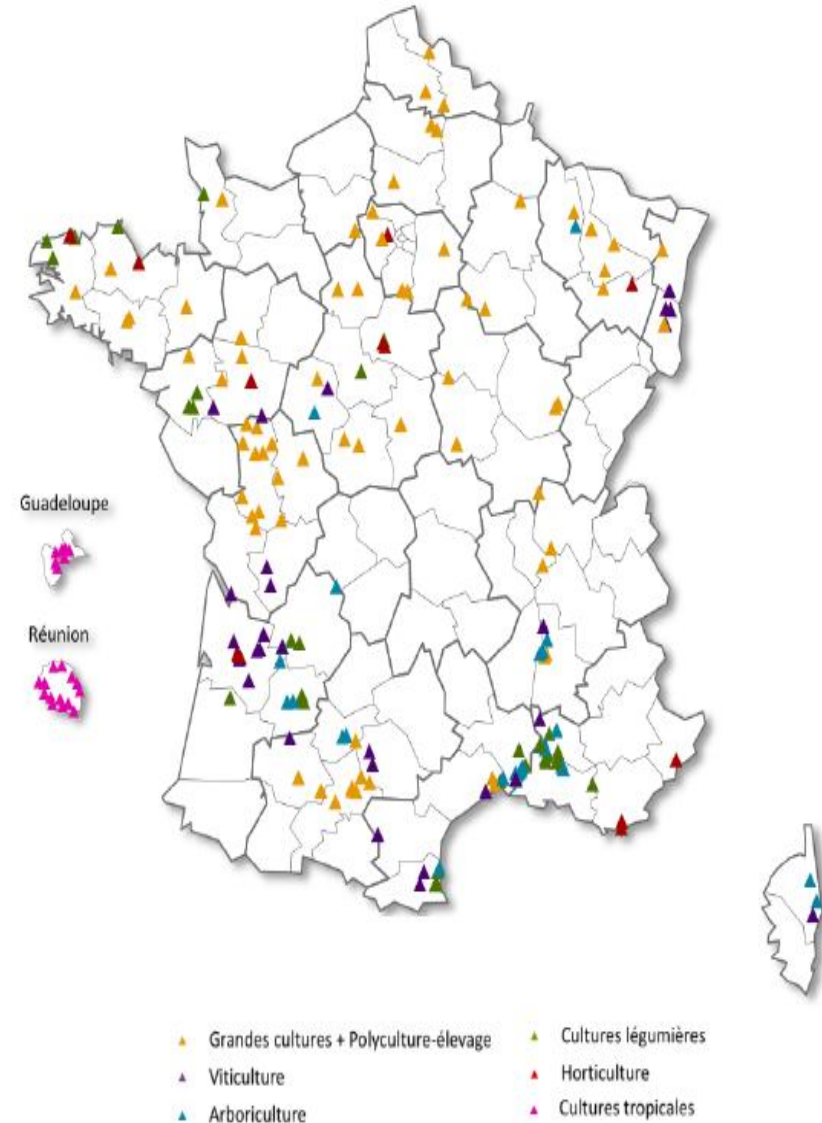 Guadeloupe
Réunion
Grandes cultures + Polyculture-élevage
Viticulture
Arboriculture
Cultures légumières
Horticulture
Cultures tropicales